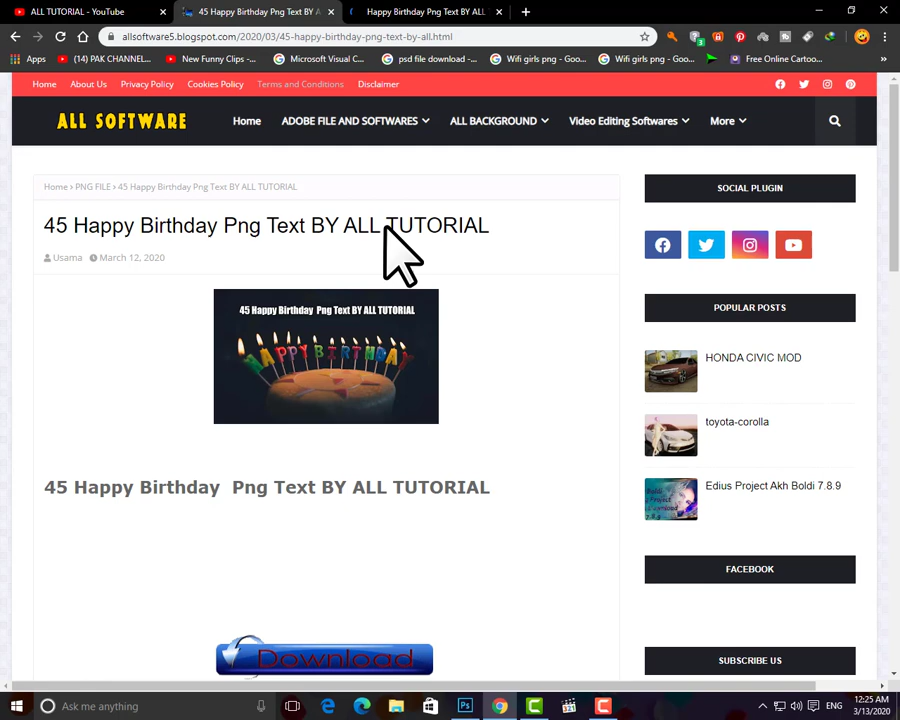 ALL TUTORIAL - YouTube
45 Happy Birthday Png Text BY A
Happy Birthday Png Text BY ALL
allsoftware5.blogspot.com/2020/03/45-happy-birthday-png-text-by-all.html
Apps
(14) PAK CHANNEL...
New Funny Clips -...
Microsoft Visual C...
psd file download -...
Wifi girls png - Goo...
Wifi girls png - Goo...
Free Online Cartoo...
Home
About Us
Privacy Policy
Cookies Policy
Terms and Conditions
Disclaimer
ALL SOFTWARE
Home
ADOBE FILE AND SOFTWARES
ALL BACKGROUND
Video Editing Softwares
More
Home > PNG FILE > 45 Happy Birthday Png Text BY ALL TUTORIAL
45 Happy Birthday Png Text BY ALL TUTORIAL
Usama March 12, 2020
45 Happy Birthday Png Text BY ALL TUTORIAL
HAPPY BIRTHDAY
45 Happy Birthday Png Text BY ALL TUTORIAL
Download
SOCIAL PLUGIN
POPULAR POSTS
HONDA CIVIC MOD
toyota-corolla
Edius Project Akh Boldi 7.8.9
FACEBOOK
SUBSCRIBE US
Ask me anything
Ps
ENG
12:25 AM
3/13/2020